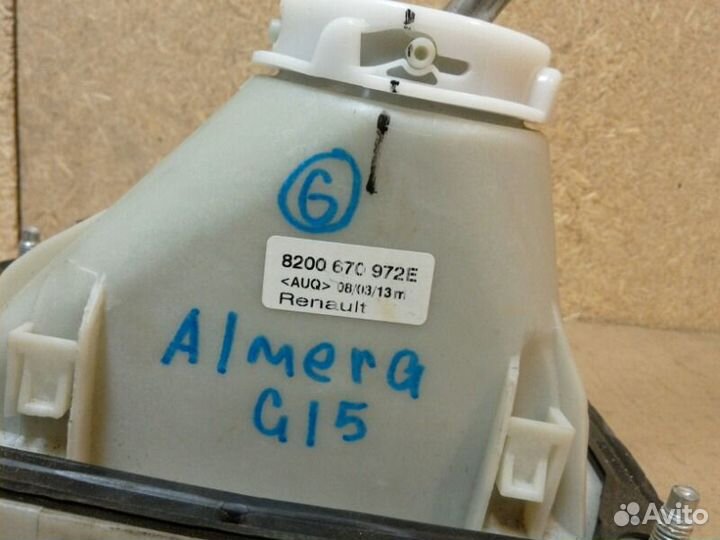 6
8200 670 972E
<AUQ> 08/03/13 m
Renault
Almera
G15
Avito